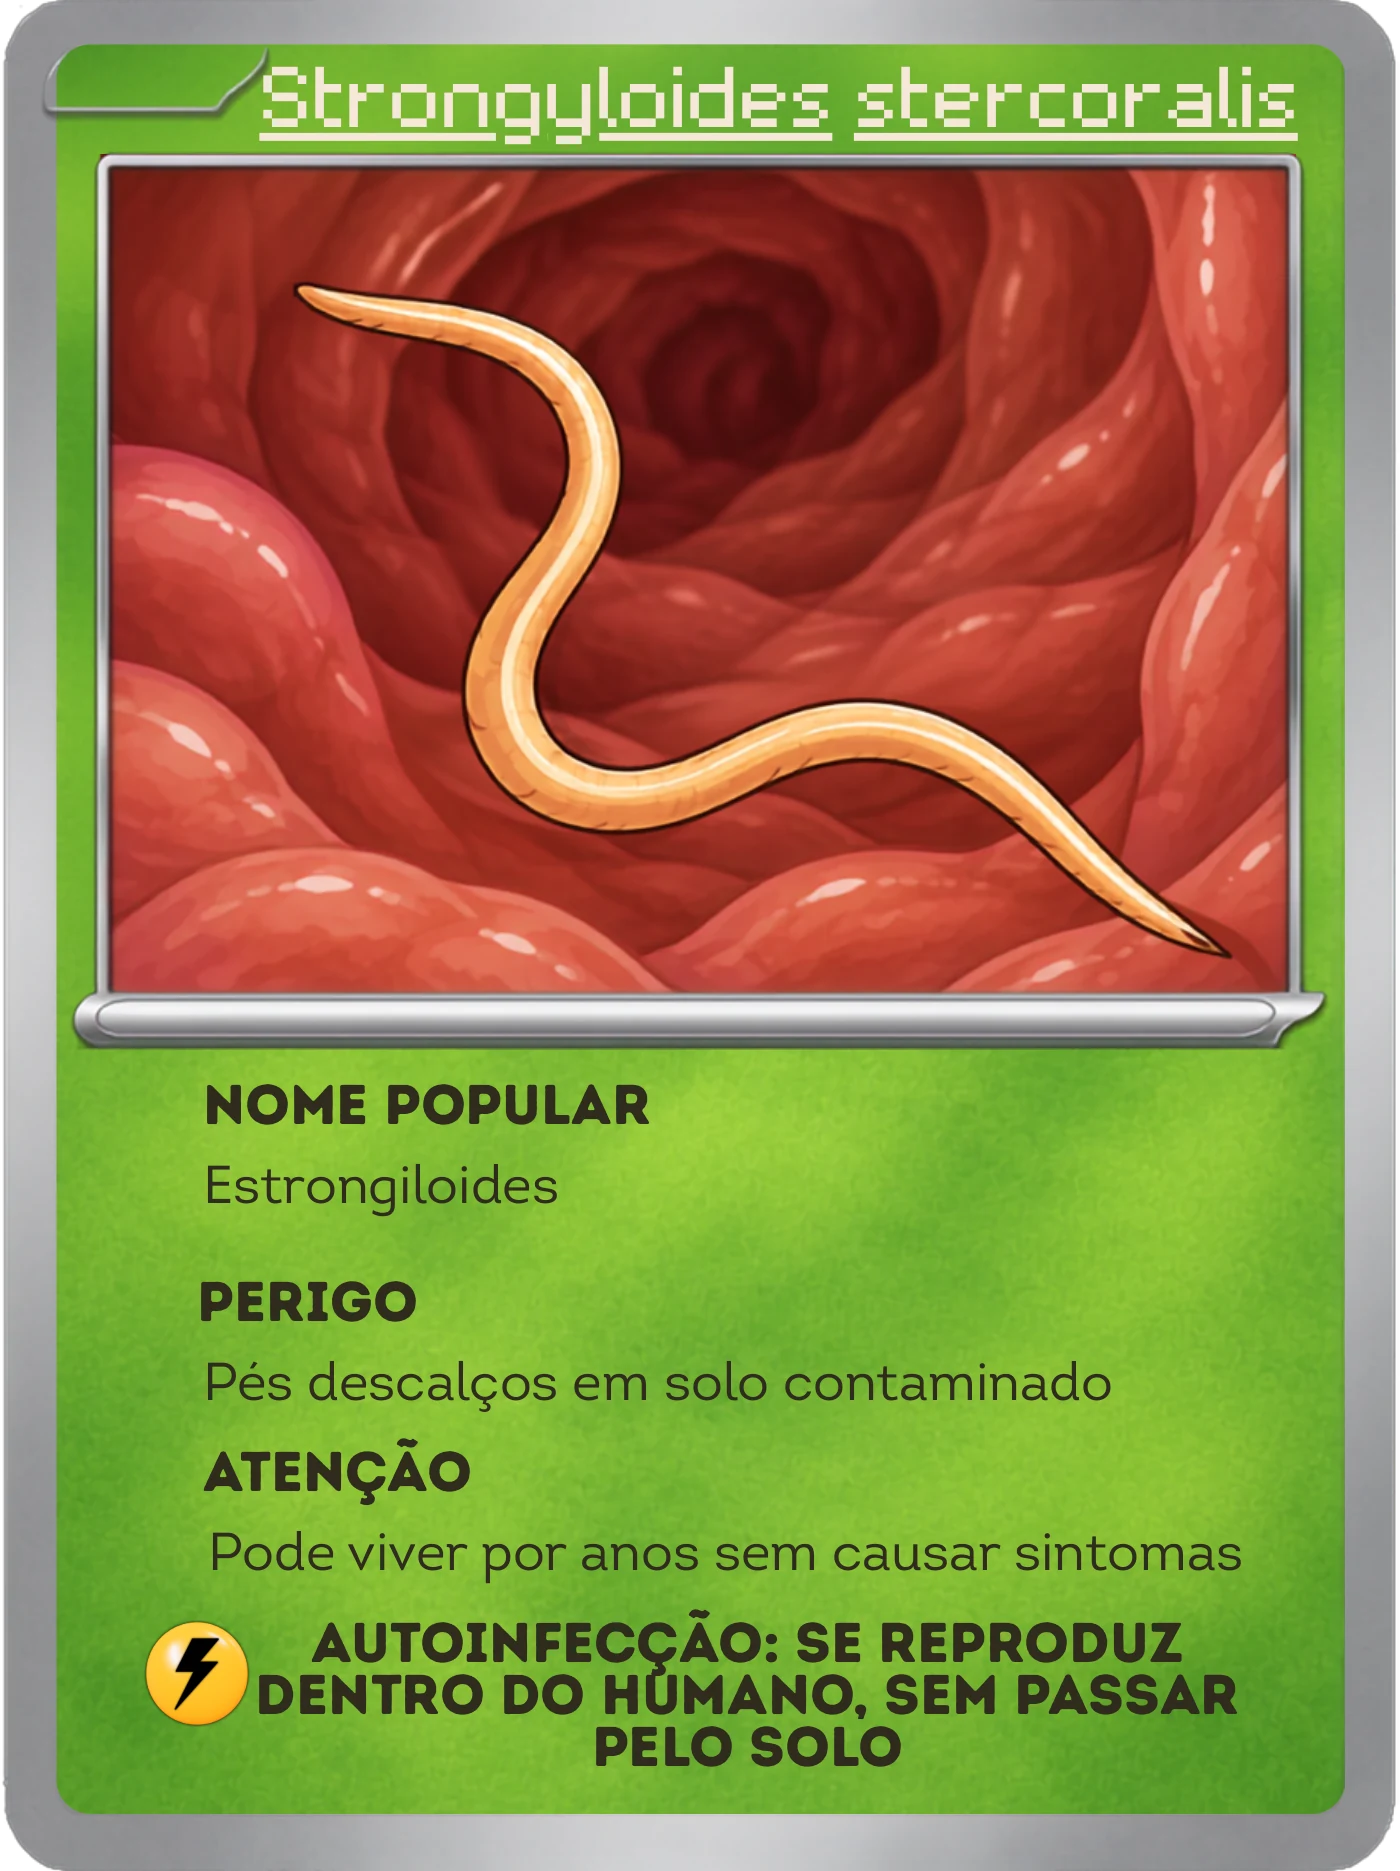 Strongyloides stercoralis
NOME POPULAR
Estrongiloides
PERIGO
Pés descalços em solo contaminado
ATENÇÃO
Pode viver por anos sem causar sintomas
AUTOINFECÇÃO: SE REPRODUZ
DENTRO DO HUMANO, SEM PASSAR
PELO SOLO